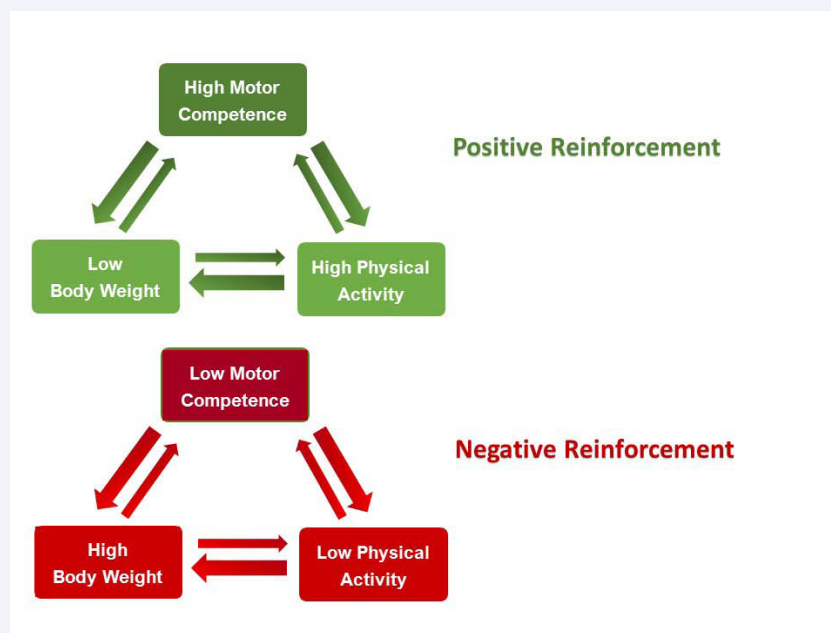 High Motor
Competence
Positive Reinforcement
Low
Body Weight
High Physical
Activity
Low Motor
Competence
Negative Reinforcement
High
Body Weight
Low Physical
Activity